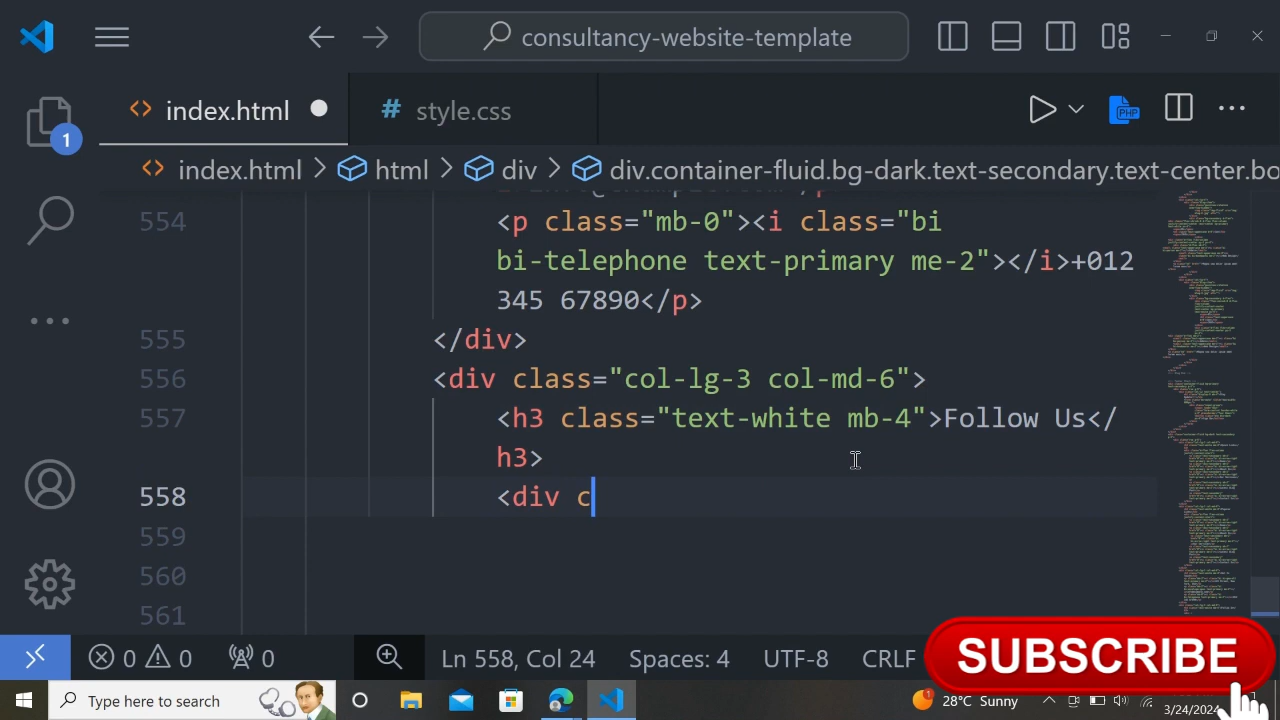 consultancy-website-template
index.html
style.css
index.html > html > div > div.container-fluid.bg-dark.text-secondary.text-center.bo
1
PHP
554
<p class="mb-0"><i class="bi
-telephone text-primary me-2"></i>+012
45 67890</p>
555 </div>
556 <div class="col-lg-3 col-md-6">
557 <h3 class="text-white mb-4">Follow Us</
h3>
558 div c
559
560
561
0 0 0 Ln 558, Col 24 Spaces: 4 UTF-8 CRLF
SUBSCRIBE
Type here to search
28°C Sunny
3/24/2024